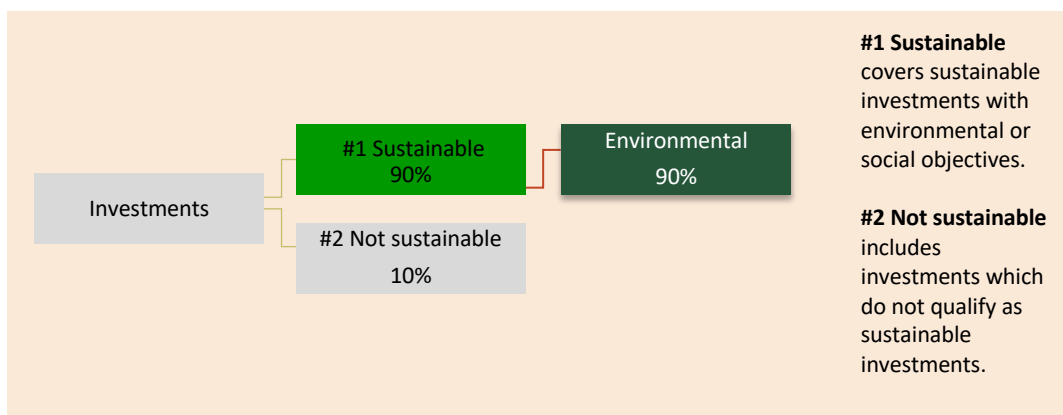 Investments
#1 Sustainable
90%
Environmental
90%
#2 Not sustainable
10%
#1 Sustainable
covers sustainable
investments with
environmental or
social objectives.
#2 Not sustainable
includes
investments which
do not qualify as
sustainable
investments.